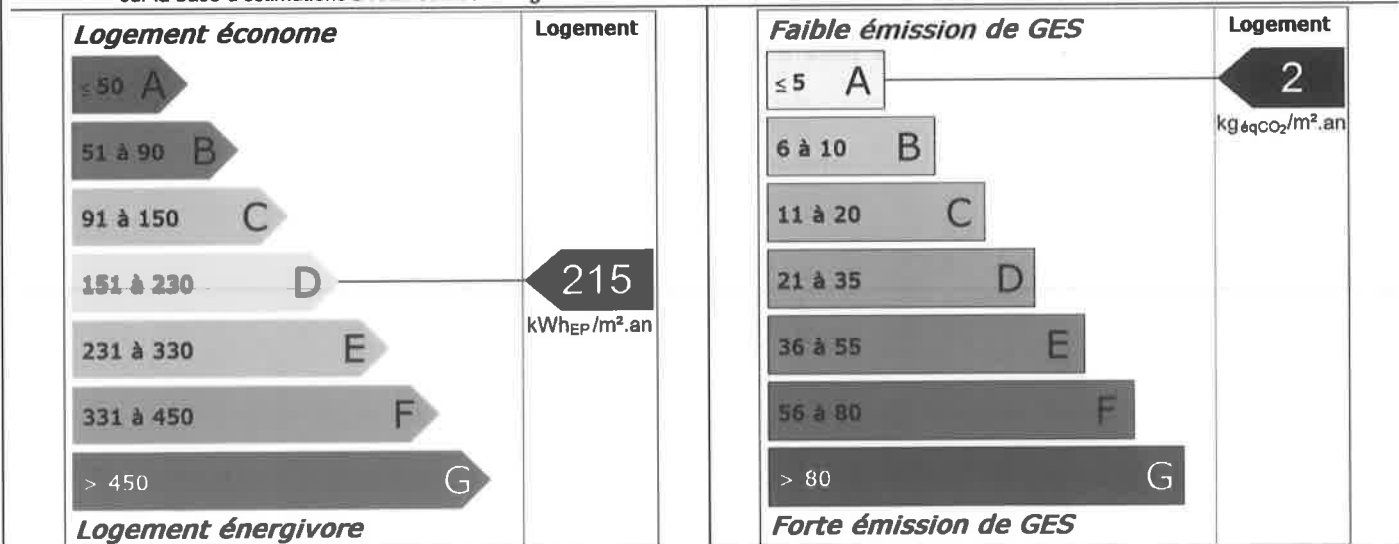 Logement économe
Logement
≤ 50 A
51 à 90 B
91 à 150 C
151 à 230 D
215
kWhEP/m².an
231 à 330 E
331 à 450 F
> 450 G
Logement énergivore
Faible émission de GES
Logement
≤ 5 A
2
kgéqCO₂/m².an
6 à 10 B
11 à 20 C
21 à 35 D
36 à 55 E
56 à 80 F
> 80 G
Forte émission de GES